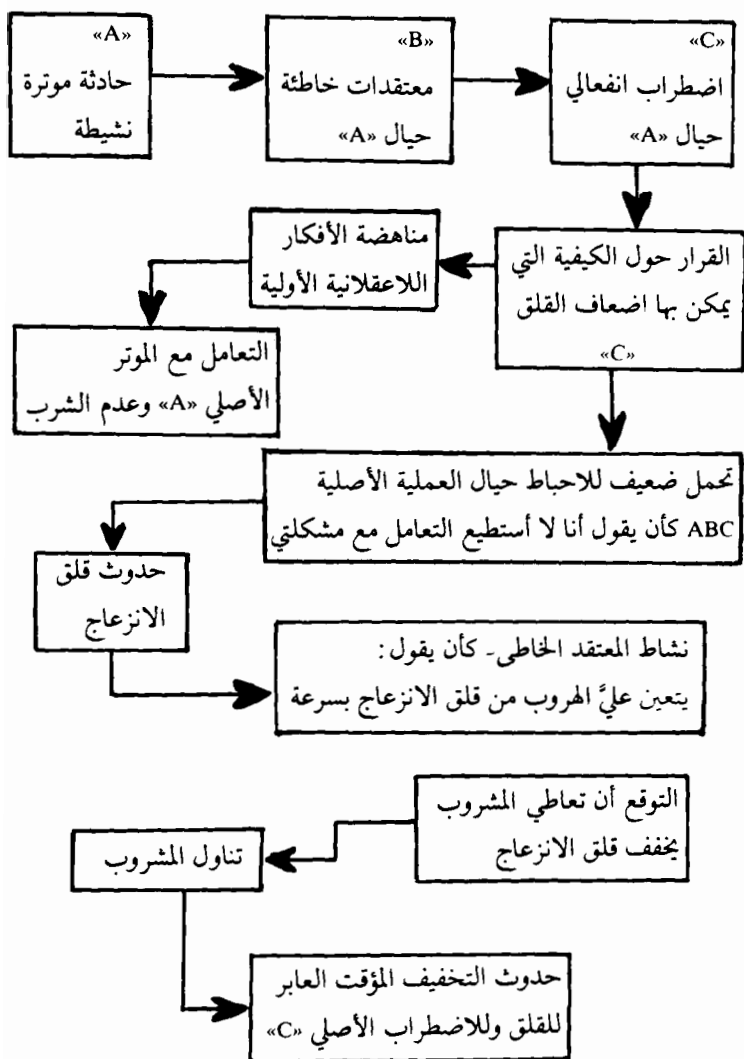 «A»
حادثة موترة
نشيطة
«B»
معتقدات خاطئة
حيال «A»
«C»
اضطراب انفعالي
حيال «A»
القرار حول الكيفية التي
يمكن بها اضعاف القلق
«C»
مناهضة الأفكار
اللاعقلانية الأولية
التعامل مع الموتر
الأصلي «A» وعدم الشرب
تحمل ضعيف للاحباط حيال العملية الأصلية
ABC كأن يقول أنا لا أستطيع التعامل مع مشكلتي
حدوث قلق
الانزعاج
نشاط المعتقد الخاطىء - كأن يقول:
يتعين عليَّ الهروب من قلق الانزعاج بسرعة
التوقع أن تعاطي المشروب
يخفف قلق الانزعاج
تناول المشروب
حدوث التخفيف المؤقت العابر
للقلق وللاضطراب الأصلي «C»